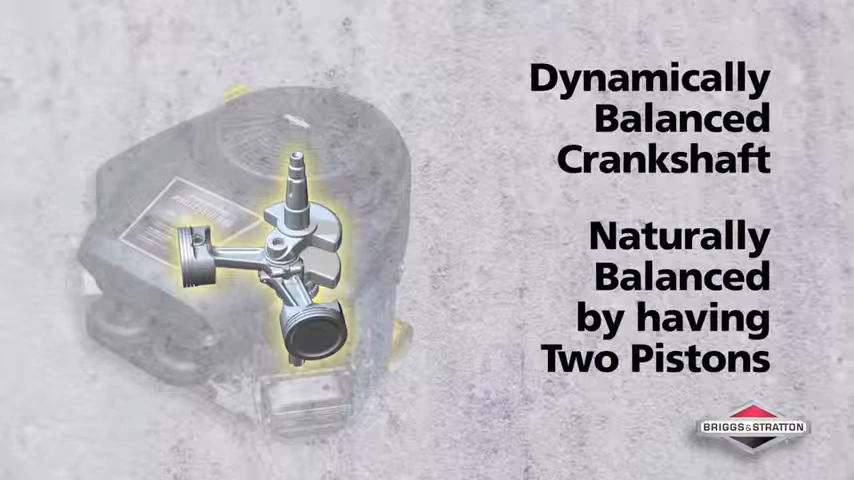 Dynamically
Balanced
Crankshaft
Naturally
Balanced
by having
Two Pistons
BRIGGS & STRATTON